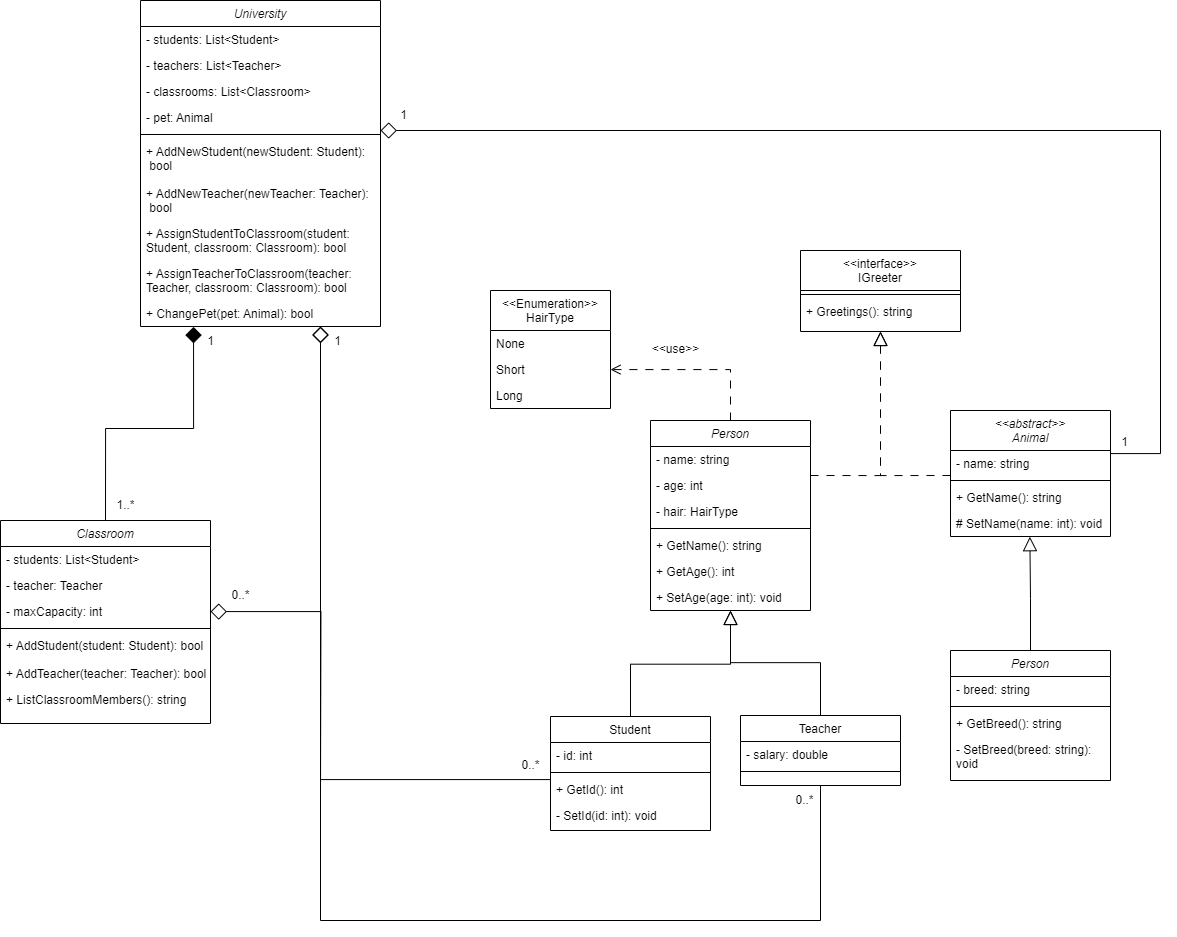 University
- students: List<Student>
- teachers: List<Teacher>
- classrooms: List<Classroom>
- pet: Animal
+ AddNewStudent(newStudent: Student):
bool
+ AddNewTeacher(newTeacher: Teacher):
bool
+ AssignStudentToClassroom(student:
Student, classroom: Classroom): bool
+ AssignTeacherToClassroom(teacher:
Teacher, classroom: Classroom): bool
+ ChangePet(pet: Animal): bool
1
1
1
<<interface>>
IGreeter
+ Greetings(): string
<<Enumeration>>
HairType
None
Short
Long
<<use>>
Person
- name: string
- age: int
- hair: HairType
+ GetName(): string
+ GetAge(): int
+ SetAge(age: int): void
<<abstract>>
Animal
- name: string
+ GetName(): string
# SetName(name: int): void
1
1..*
Classroom
- students: List<Student>
- teacher: Teacher
- maxCapacity: int
+ AddStudent(student: Student): bool
+ AddTeacher(teacher: Teacher): bool
+ ListClassroomMembers(): string
0..*
0..*
Student
- id: int
+ GetId(): int
- SetId(id: int): void
Teacher
- salary: double
0..*
Person
- breed: string
+ GetBreed(): string
- SetBreed(breed: string):
void